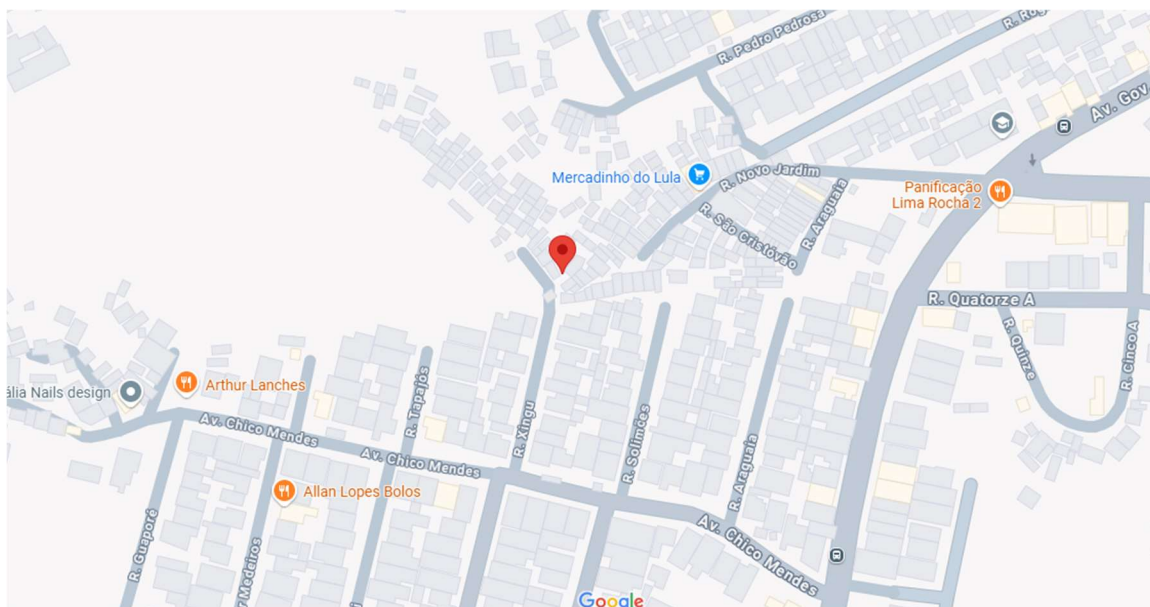 R. Pedro Pedrosa
Av. Gov.
Mercadinho do Lula
R. Novo Jardim
Panificação
Lima Rocha 2
R. São Cristóvão
R. Araguaia
R. Quatorze A
R. Quinze
R. Cinco A
Arthur Lanches
ália Nails design
R. Tapajós
R. Xingu
R. Solimões
R. Araguaia
Av. Chico Mendes
Av. Chico Mendes
Allan Lopes Bolos
Av. Chico Mendes
R. Guaporé
r Medeiros
Google